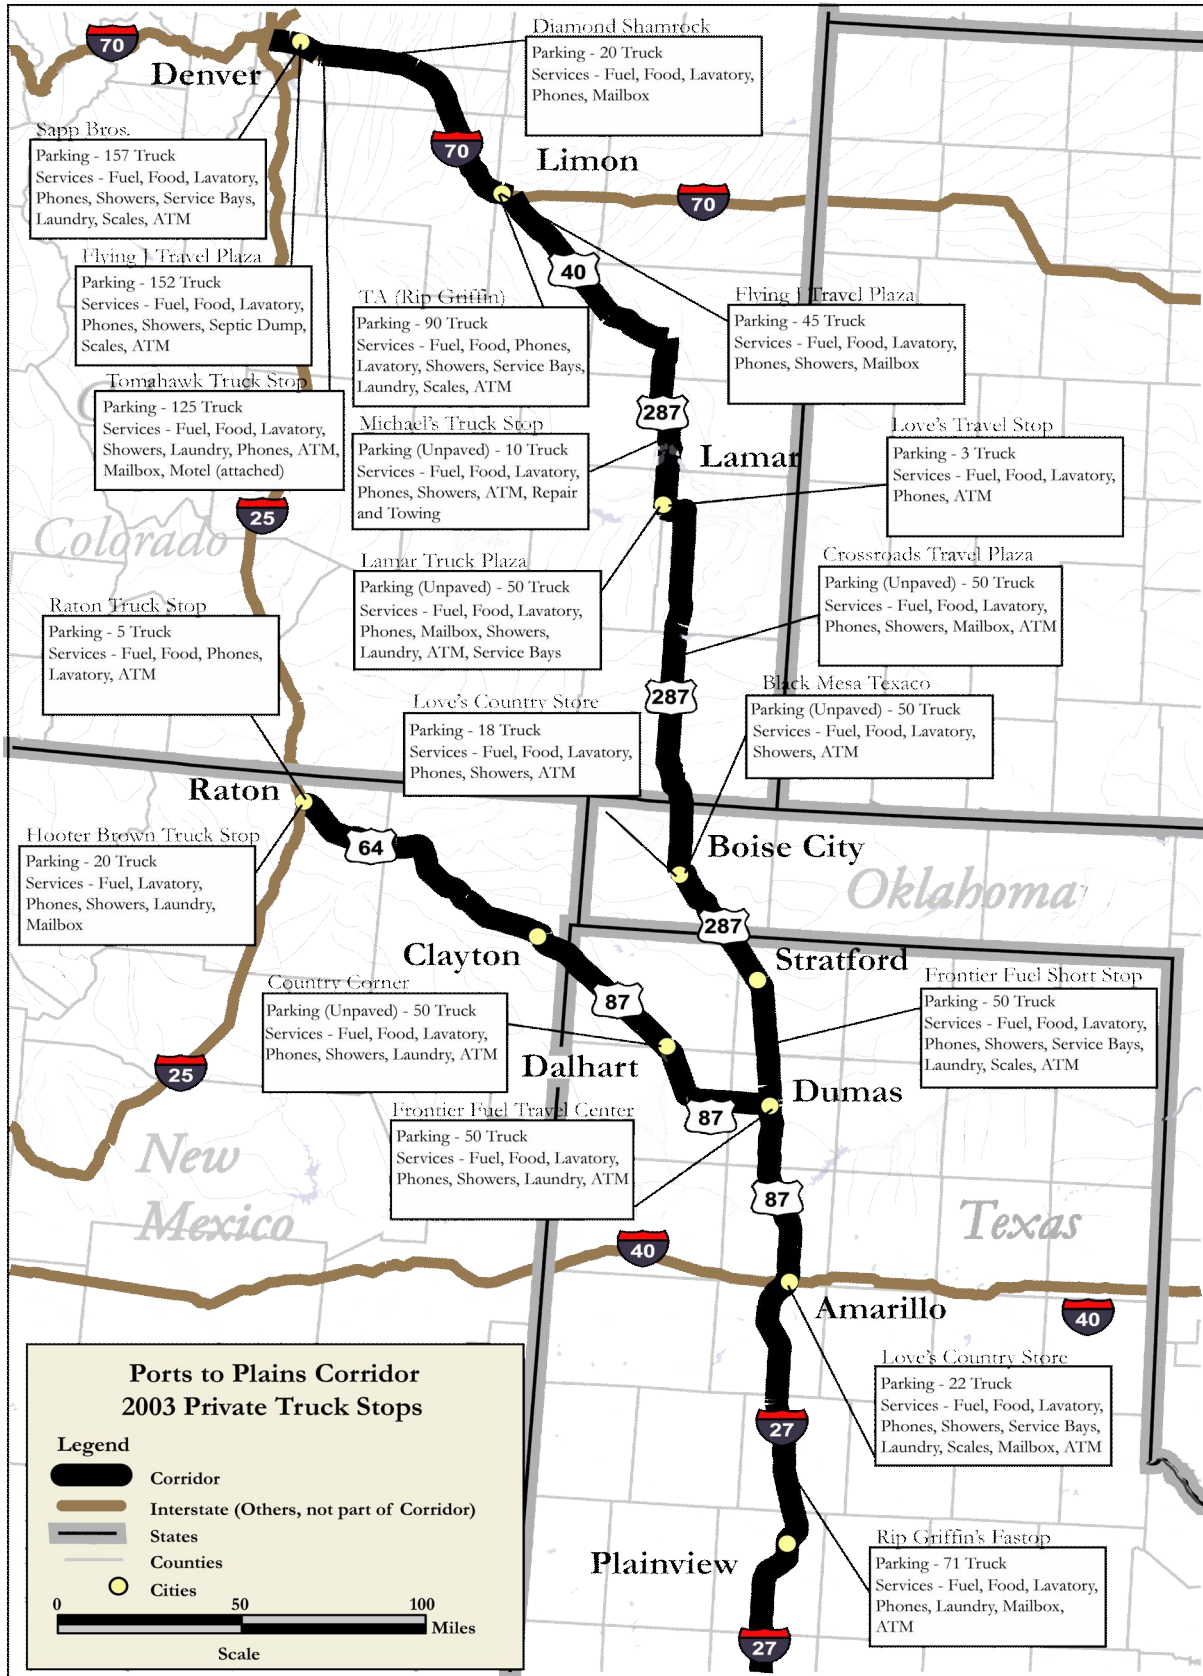 Diamond Shamrock
Parking - 20 Truck
Services - Fuel, Food, Lavatory,
Phones, Mailbox
70
Denver
Sapp Bros.
Parking - 157 Truck
Services - Fuel, Food, Lavatory,
Phones, Showers, Service Bays,
Laundry, Scales, ATM
70
Limon
70
Flying J Travel Plaza
Parking - 152 Truck
Services - Fuel, Food, Lavatory,
Phones, Showers, Septic Dump,
Scales, ATM
40
TA (Rip Griffin)
Parking - 90 Truck
Services - Fuel, Food, Phones,
Lavatory, Showers, Service Bays,
Laundry, Scales, ATM
Flying J Travel Plaza
Parking - 45 Truck
Services - Fuel, Food, Lavatory,
Phones, Showers, Mailbox
Tomahawk Truck Stop
Parking - 125 Truck
Services - Fuel, Food, Lavatory,
Showers, Laundry, Phones, ATM,
Mailbox, Motel (attached)
287
Michael's Truck Stop
Parking (Unpaved) - 10 Truck
Services - Fuel, Food, Lavatory,
Phones, Showers, ATM, Repair
and Towing
Lamar
Love's Travel Stop
Parking - 3 Truck
Services - Fuel, Food, Lavatory,
Phones, ATM
25
Colorado
Lamar Truck Plaza
Parking (Unpaved) - 50 Truck
Services - Fuel, Food, Lavatory,
Phones, Mailbox, Showers,
Laundry, ATM, Service Bays
Crossroads Travel Plaza
Parking (Unpaved) - 50 Truck
Services - Fuel, Food, Lavatory,
Phones, Showers, Mailbox, ATM
Raton Truck Stop
Parking - 5 Truck
Services - Fuel, Food, Phones,
Lavatory, ATM
287
Love's Country Store
Parking - 18 Truck
Services - Fuel, Food, Lavatory,
Phones, Showers, ATM
Black Mesa Texaco
Parking (Unpaved) - 50 Truck
Services - Fuel, Food, Lavatory,
Showers, ATM
Raton
Hooter Brown Truck Stop
Parking - 20 Truck
Services - Fuel, Lavatory,
Phones, Showers, Laundry,
Mailbox
64
Boise City
Oklahoma
287
Clayton
Stratford
Country Corner
Parking (Unpaved) - 50 Truck
Services - Fuel, Food, Lavatory,
Phones, Showers, Laundry, ATM
87
Frontier Fuel Short Stop
Parking - 50 Truck
Services - Fuel, Food, Lavatory,
Phones, Showers, Service Bays,
Laundry, Scales, ATM
Dalhart
25
Dumas
87
Frontier Fuel Travel Center
Parking - 50 Truck
Services - Fuel, Food, Lavatory,
Phones, Showers, Laundry, ATM
New
Mexico
87
Texas
40
Amarillo
40
Love's Country Store
Parking - 22 Truck
Services - Fuel, Food, Lavatory,
Phones, Showers, Service Bays,
Laundry, Scales, Mailbox, ATM
27
Plainview
Rip Griffin's Fastop
Parking - 71 Truck
Services - Fuel, Food, Lavatory,
Phones, Laundry, Mailbox,
ATM
27
Ports to Plains Corridor
2003 Private Truck Stops
Legend
Corridor
Interstate (Others, not part of Corridor)
States
Counties
Cities
0 50 100
Miles
Scale